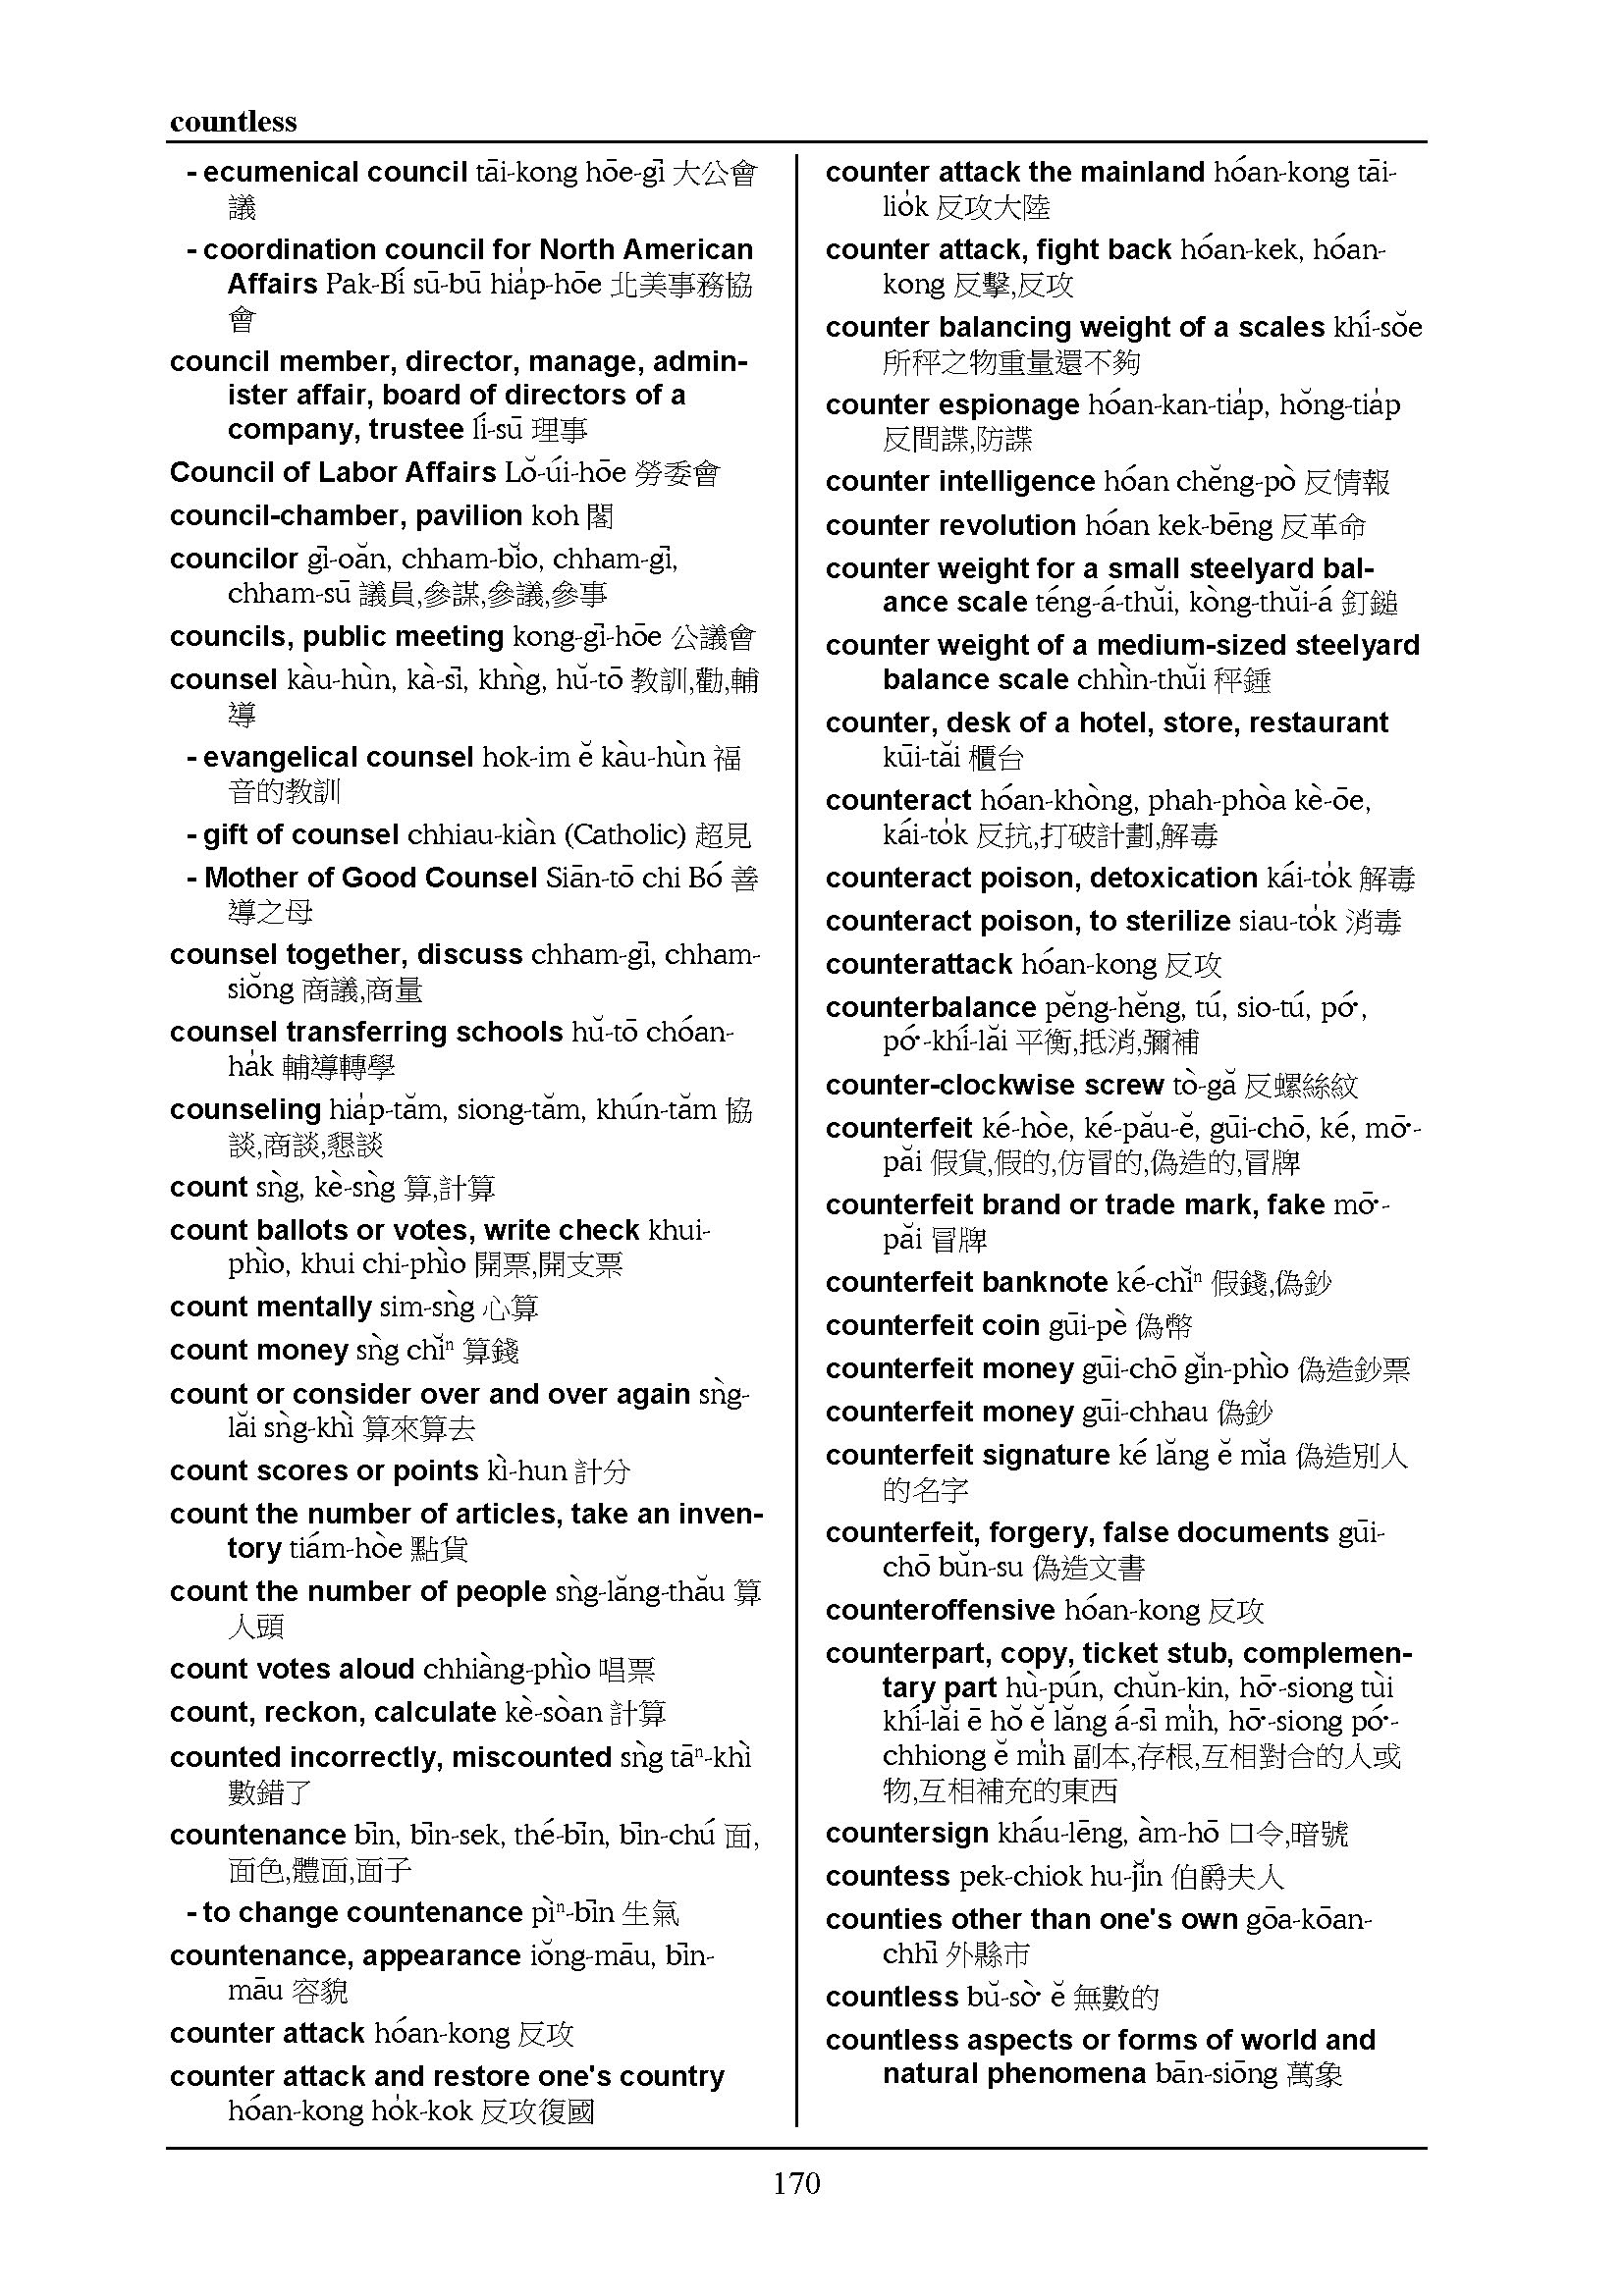 countless
- ecumenical council tāi-kong hōe-gī 大公會
議
- coordination council for North American
Affairs Pak-Bí sū-bū hia̍p-hōe 北美事務協
會
council member, director, manage, admin-
ister affair, board of directors of a
company, trustee lí-sū 理事
Council of Labor Affairs Lŏ-úi-hōe 勞委會
council-chamber, pavilion koh 閣
councilor gī-oăn, chham-bĭo, chham-gī,
chham-sū 議員,參謀,參議,參事
councils, public meeting kong-gī-hōe 公議會
counsel kàu-hùn, kà-sī, khǹg, hŭ-tō 教訓,勸,輔
導
- evangelical counsel hok-im ĕ kàu-hùn 福
音的教訓
- gift of counsel chhiau-kiàn (Catholic) 超見
- Mother of Good Counsel Siān-tō chi Bó 善
導之母
counsel together, discuss chham-gī, chham-
siŏng 商議,商量
counsel transferring schools hŭ-tō chóan-
ha̍k 輔導轉學
counseling hia̍p-tăm, siong-tăm, khún-tăm 協
談,商談,懇談
count sǹg, kè-sǹg 算,計算
count ballots or votes, write check khui-
phìo, khui chi-phìo 開票,開支票
count mentally sim-sǹg 心算
count money sǹg chĭⁿ 算錢
count or consider over and over again sǹg-
lăi sǹg-khì 算來算去
count scores or points kì-hun 計分
count the number of articles, take an inven-
tory tiám-hòe 點貨
count the number of people sǹg-lăng-thău 算
人頭
count votes aloud chhiàng-phìo 唱票
count, reckon, calculate kè-sòan 計算
counted incorrectly, miscounted sǹg tāⁿ-khì
數錯了
countenance bīn, bīn-sek, thé-bīn, bīn-chú 面,
面色,體面,面子
- to change countenance pìⁿ-bīn 生氣
countenance, appearance iŏng-māu, bīn-
māu 容貌
counter attack hóan-kong 反攻
counter attack and restore one's country
hóan-kong ho̍k-kok 反攻復國
counter attack the mainland hóan-kong tāi-
lio̍k 反攻大陸
counter attack, fight back hóan-kek, hóan-
kong 反擊,反攻
counter balancing weight of a scales khí-sŏe
所秤之物重量還不夠
counter espionage hóan-kan-tia̍p, hŏng-tia̍p
反間諜,防諜
counter intelligence hóan chĕng-pò 反情報
counter revolution hóan kek-bēng 反革命
counter weight for a small steelyard bal-
ance scale téng-á-thŭi, kòng-thŭi-á 釘鎚
counter weight of a medium-sized steelyard
balance scale chhìn-thŭi 秤錘
counter, desk of a hotel, store, restaurant
kūi-tăi 櫃台
counteract hóan-khòng, phah-phòa kè-ōe,
kái-to̍k 反抗,打破計劃,解毒
counteract poison, detoxication kái-to̍k 解毒
counteract poison, to sterilize siau-to̍k 消毒
counterattack hóan-kong 反攻
counterbalance pĕng-hĕng, tú, sio-tú, pó͘,
pó͘-khí-lăi 平衡,抵消,彌補
counter-clockwise screw tò-gă 反螺絲紋
counterfeit ké-hòe, ké-pău-ĕ, gūi-chō, ké, mō͘-
păi 假貨,假的,仿冒的,偽造的,冒牌
counterfeit brand or trade mark, fake mō͘-
păi 冒牌
counterfeit banknote ké-chĭⁿ 假錢,偽鈔
counterfeit coin gūi-pè 偽幣
counterfeit money gūi-chō gĭn-phìo 偽造鈔票
counterfeit money gūi-chhau 偽鈔
counterfeit signature ké lăng ĕ mĭa 偽造別人
的名字
counterfeit, forgery, false documents gūi-
chō bŭn-su 偽造文書
counteroffensive hóan-kong 反攻
counterpart, copy, ticket stub, complemen-
tary part hù-pún, chŭn-kin, hō͘-siong tùi
khí-lăi ē hŏ ĕ lăng á-sī mi̍h, hō͘-siong pó͘-
chhiong ĕ mi̍h 副本,存根,互相對合的人或
物,互相補充的東西
countersign kháu-lēng, àm-hō 口令,暗號
countess pek-chiok hu-jĭn 伯爵夫人
counties other than one's own gōa-kōan-
chhī 外縣市
countless bŭ-sò͘ ĕ 無數的
countless aspects or forms of world and
natural phenomena bān-siōng 萬象
170